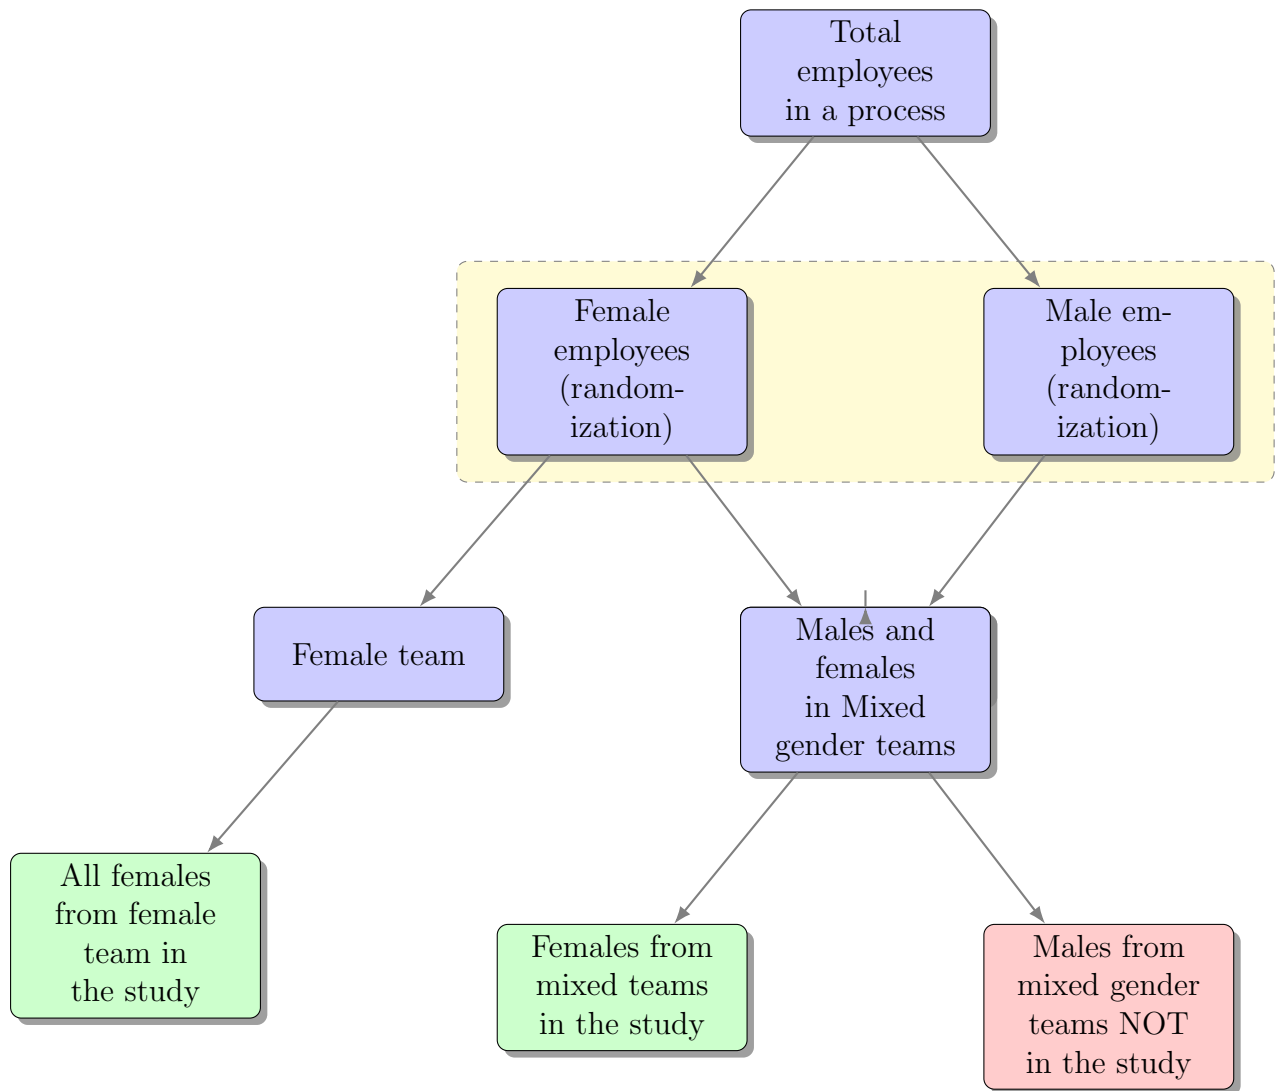 Total
employees
in a process
Female
employees
(random-
ization)
Male em-
ployees
(random-
ization)
Female team
Males and
females
in Mixed
gender teams
All females
from female
team in
the study
Females from
mixed teams
in the study
Males from
mixed gender
teams NOT
in the study